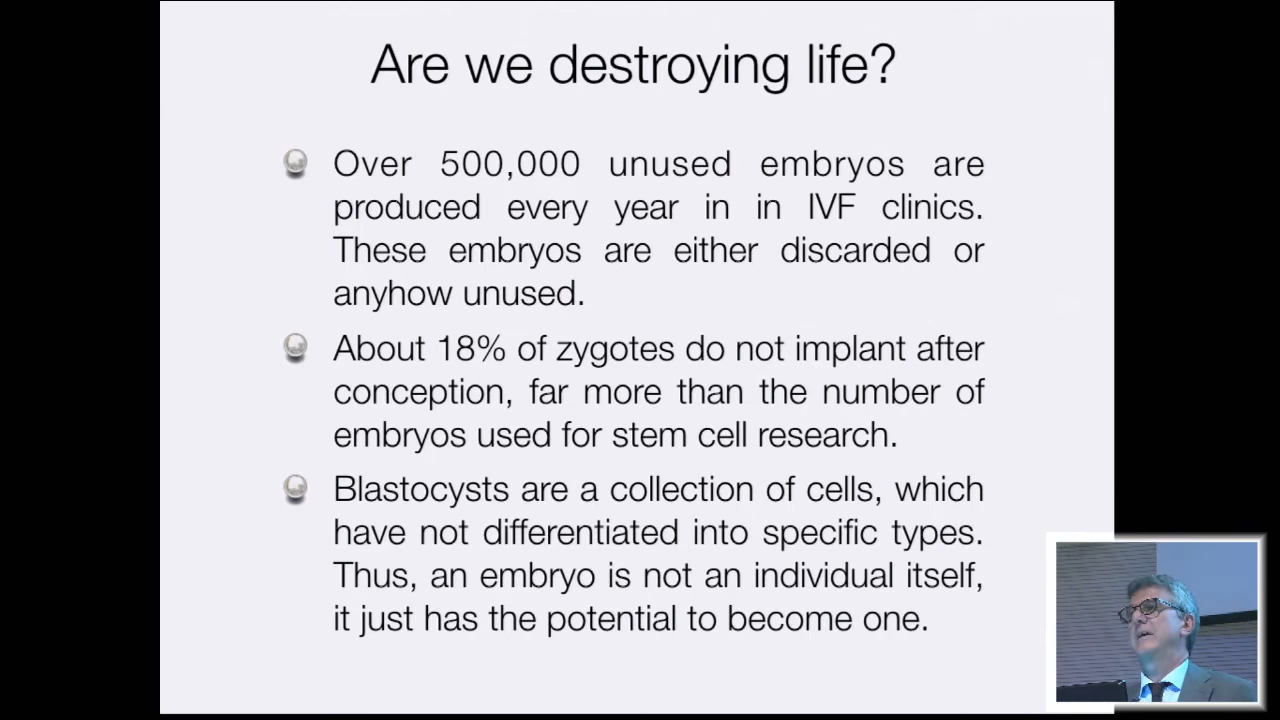 Are we destroying life?
Over 500,000 unused embryos are
produced every year in in IVF clinics.
These embryos are either discarded or
anyhow unused.
About 18% of zygotes do not implant after
conception, far more than the number of
embryos used for stem cell research.
Blastocysts are a collection of cells, which
have not differentiated into specific types.
Thus, an embryo is not an individual itself,
it just has the potential to become one.